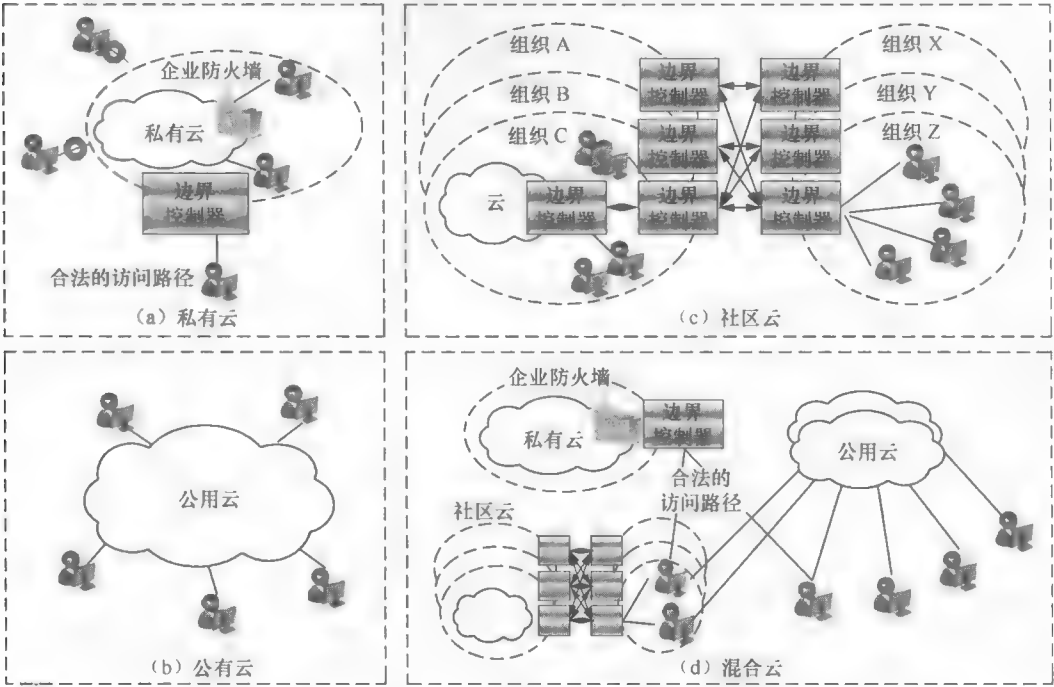 企业防火墙
私有云
边界
控制器
合法的访问路径
（a）私有云
公用云
（b）公有云
组织 A
组织 B
组织 C
云
边界
控制器
边界
控制器
边界
控制器
边界
控制器
边界
控制器
边界
控制器
边界
控制器
组织 X
组织 Y
组织 Z
（c）社区云
企业防火墙
私有云
边界
控制器
合法的
访问路径
公用云
社区云
（d）混合云